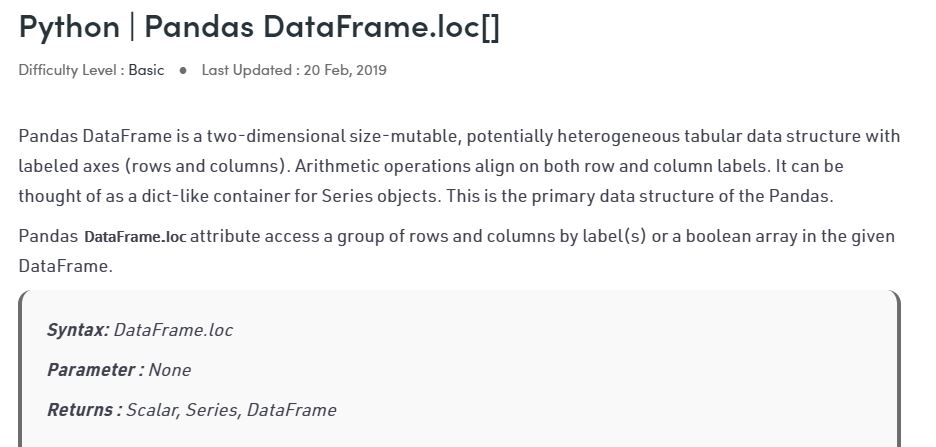 Python | Pandas DataFrame.loc[]
Difficulty Level : Basic ● Last Updated : 20 Feb, 2019
Pandas DataFrame is a two-dimensional size-mutable, potentially heterogeneous tabular data structure with
labeled axes (rows and columns). Arithmetic operations align on both row and column labels. It can be
thought of as a dict-like container for Series objects. This is the primary data structure of the Pandas.
Pandas DataFrame.loc attribute access a group of rows and columns by label(s) or a boolean array in the given
DataFrame.
Syntax: DataFrame.loc
Parameter : None
Returns : Scalar, Series, DataFrame